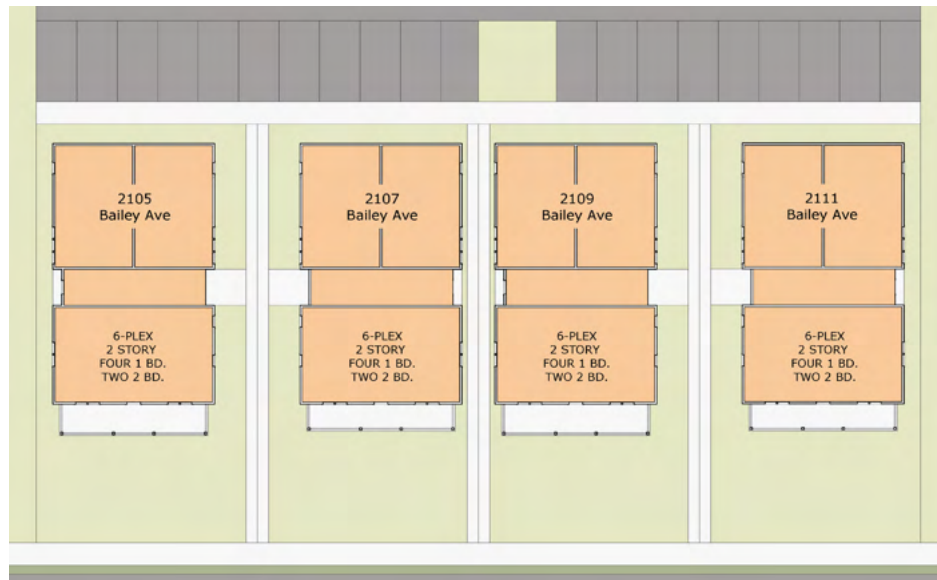 2105
Bailey Ave
2107
Bailey Ave
2109
Bailey Ave
2111
Bailey Ave
6-PLEX
2 STORY
FOUR 1 BD.
TWO 2 BD.
6-PLEX
2 STORY
FOUR 1 BD.
TWO 2 BD.
6-PLEX
2 STORY
FOUR 1 BD.
TWO 2 BD.
6-PLEX
2 STORY
FOUR 1 BD.
TWO 2 BD.